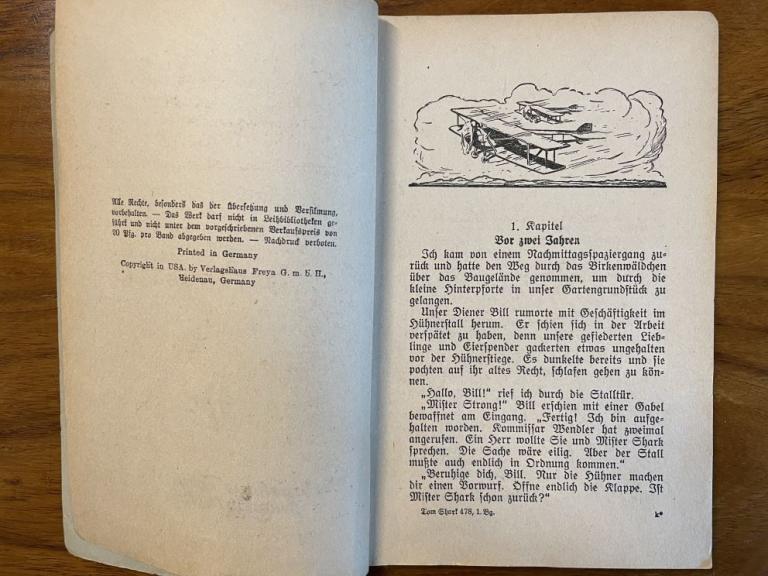 Alle Rechte, besonders das der Übersetzung und Verfilmung,
vorbehalten. — Das Werk darf nicht in Leihbibliotheken ge-
führt und nicht unter dem vorgeschriebenen Verkaufspreis von
20 Pfg. pro Band abgegeben werden. — Nachdruck verboten.
Printed in Germany
Copyright in USA. by Verlagshaus Freya G. m. b. H.,
Heidenau, Germany
1. Kapitel
Vor zwei Jahren
Ich kam von einem Nachmittagsspaziergang zu-
rück und hatte den Weg durch das Birkenwäldchen
über das Baugelände genommen, um durch die
kleine Hinterpforte in unser Gartengrundstück zu
gelangen.
Unser Diener Bill rumorte mit Geschäftigkeit im
Hühnerstall herum. Er schien sich in der Arbeit
verspätet zu haben, denn unsere gefiederten Lieb-
linge und Eierspender gackerten etwas ungehalten
vor der Hühnerstiege. Es dunkelte bereits und sie
pochten auf ihr altes Recht, schlafen gehen zu kön-
nen.
„Hallo, Bill!“ rief ich durch die Stalltür.
„Mister Strong!“ Bill erschien mit einer Gabel
bewaffnet am Eingang. „Fertig! Ich bin aufge-
halten worden. Kommissar Wendler hat zweimal
angerufen. Ein Herr wollte Sie und Mister Shark
sprechen. Die Sache wäre eilig. Aber der Stall
mußte auch endlich in Ordnung kommen.“
„Beruhige dich, Bill. Nur die Hühner machen
dir einen Vorwurf. Öffne endlich die Klappe. Ist
Mister Shark schon zurück?“
Tom Shark 478, 1. Bg.